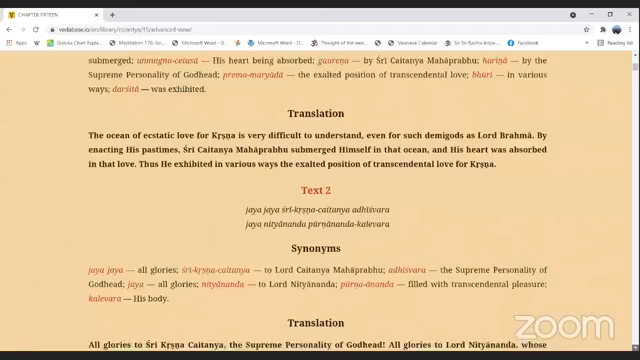 CHAPTER FIFTEEN
vedabase.io/en/library/cc/antya/15/advanced-view/
Apps
Goloka Chart Explana...
Meditation 176, Go...
Microsoft Word - D...
Microsoft Word - D...
Thought of the wee...
Vaisnava Calendar
Sri Sri Radha-kripa-...
Reading list
submerged; unmagna-cetasā — His heart being absorbed; gaureṇa — by Śrī Caitanya Mahāprabhu; hariṇā — by
the Supreme Personality of Godhead; prema-maryādā — the exalted position of transcendental love; bhūri — in various
ways; darśitā — was exhibited.
Translation
The ocean of ecstatic love for Kṛṣṇa is very difficult to understand, even for such demigods as Lord Brahmā. By
enacting His pastimes, Śrī Caitanya Mahāprabhu submerged Himself in that ocean, and His heart was absorbed
in that love. Thus He exhibited in various ways the exalted position of transcendental love for Kṛṣṇa.
Text 2
jaya jaya śrī-kṛṣṇa-caitanya adhīśvara
jaya nityānanda pūrṇānanda-kalevara
Synonyms
jaya jaya — all glories; śrī-kṛṣṇa-caitanya — to Lord Caitanya Mahāprabhu; adhīśvara — the Supreme Personality of
Godhead; jaya — all glories; nityānanda — to Lord Nityānanda; pūrṇa-ānanda — filled with transcendental pleasure;
kalevara — His body.
Translation
All glories to Śrī Kṛṣṇa Caitanya, the Supreme Personality of Godhead! All glories to Lord Nityānanda, whose
zoom